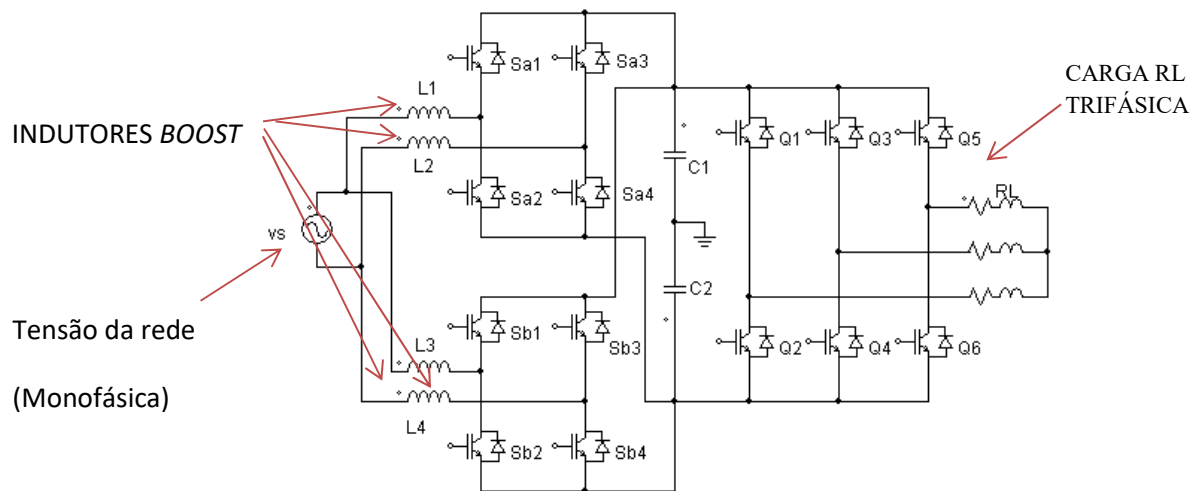 Sa1
Sa3
L1
L2
INDUTORES BOOST
Sa2
Sa4
vs
Tensão da rede
(Monofásica)
Sb1
Sb3
L3
L4
Sb2
Sb4
C1
C2
Q1
Q3
Q5
Q2
Q4
Q6
RL
CARGA RL
TRIFÁSICA